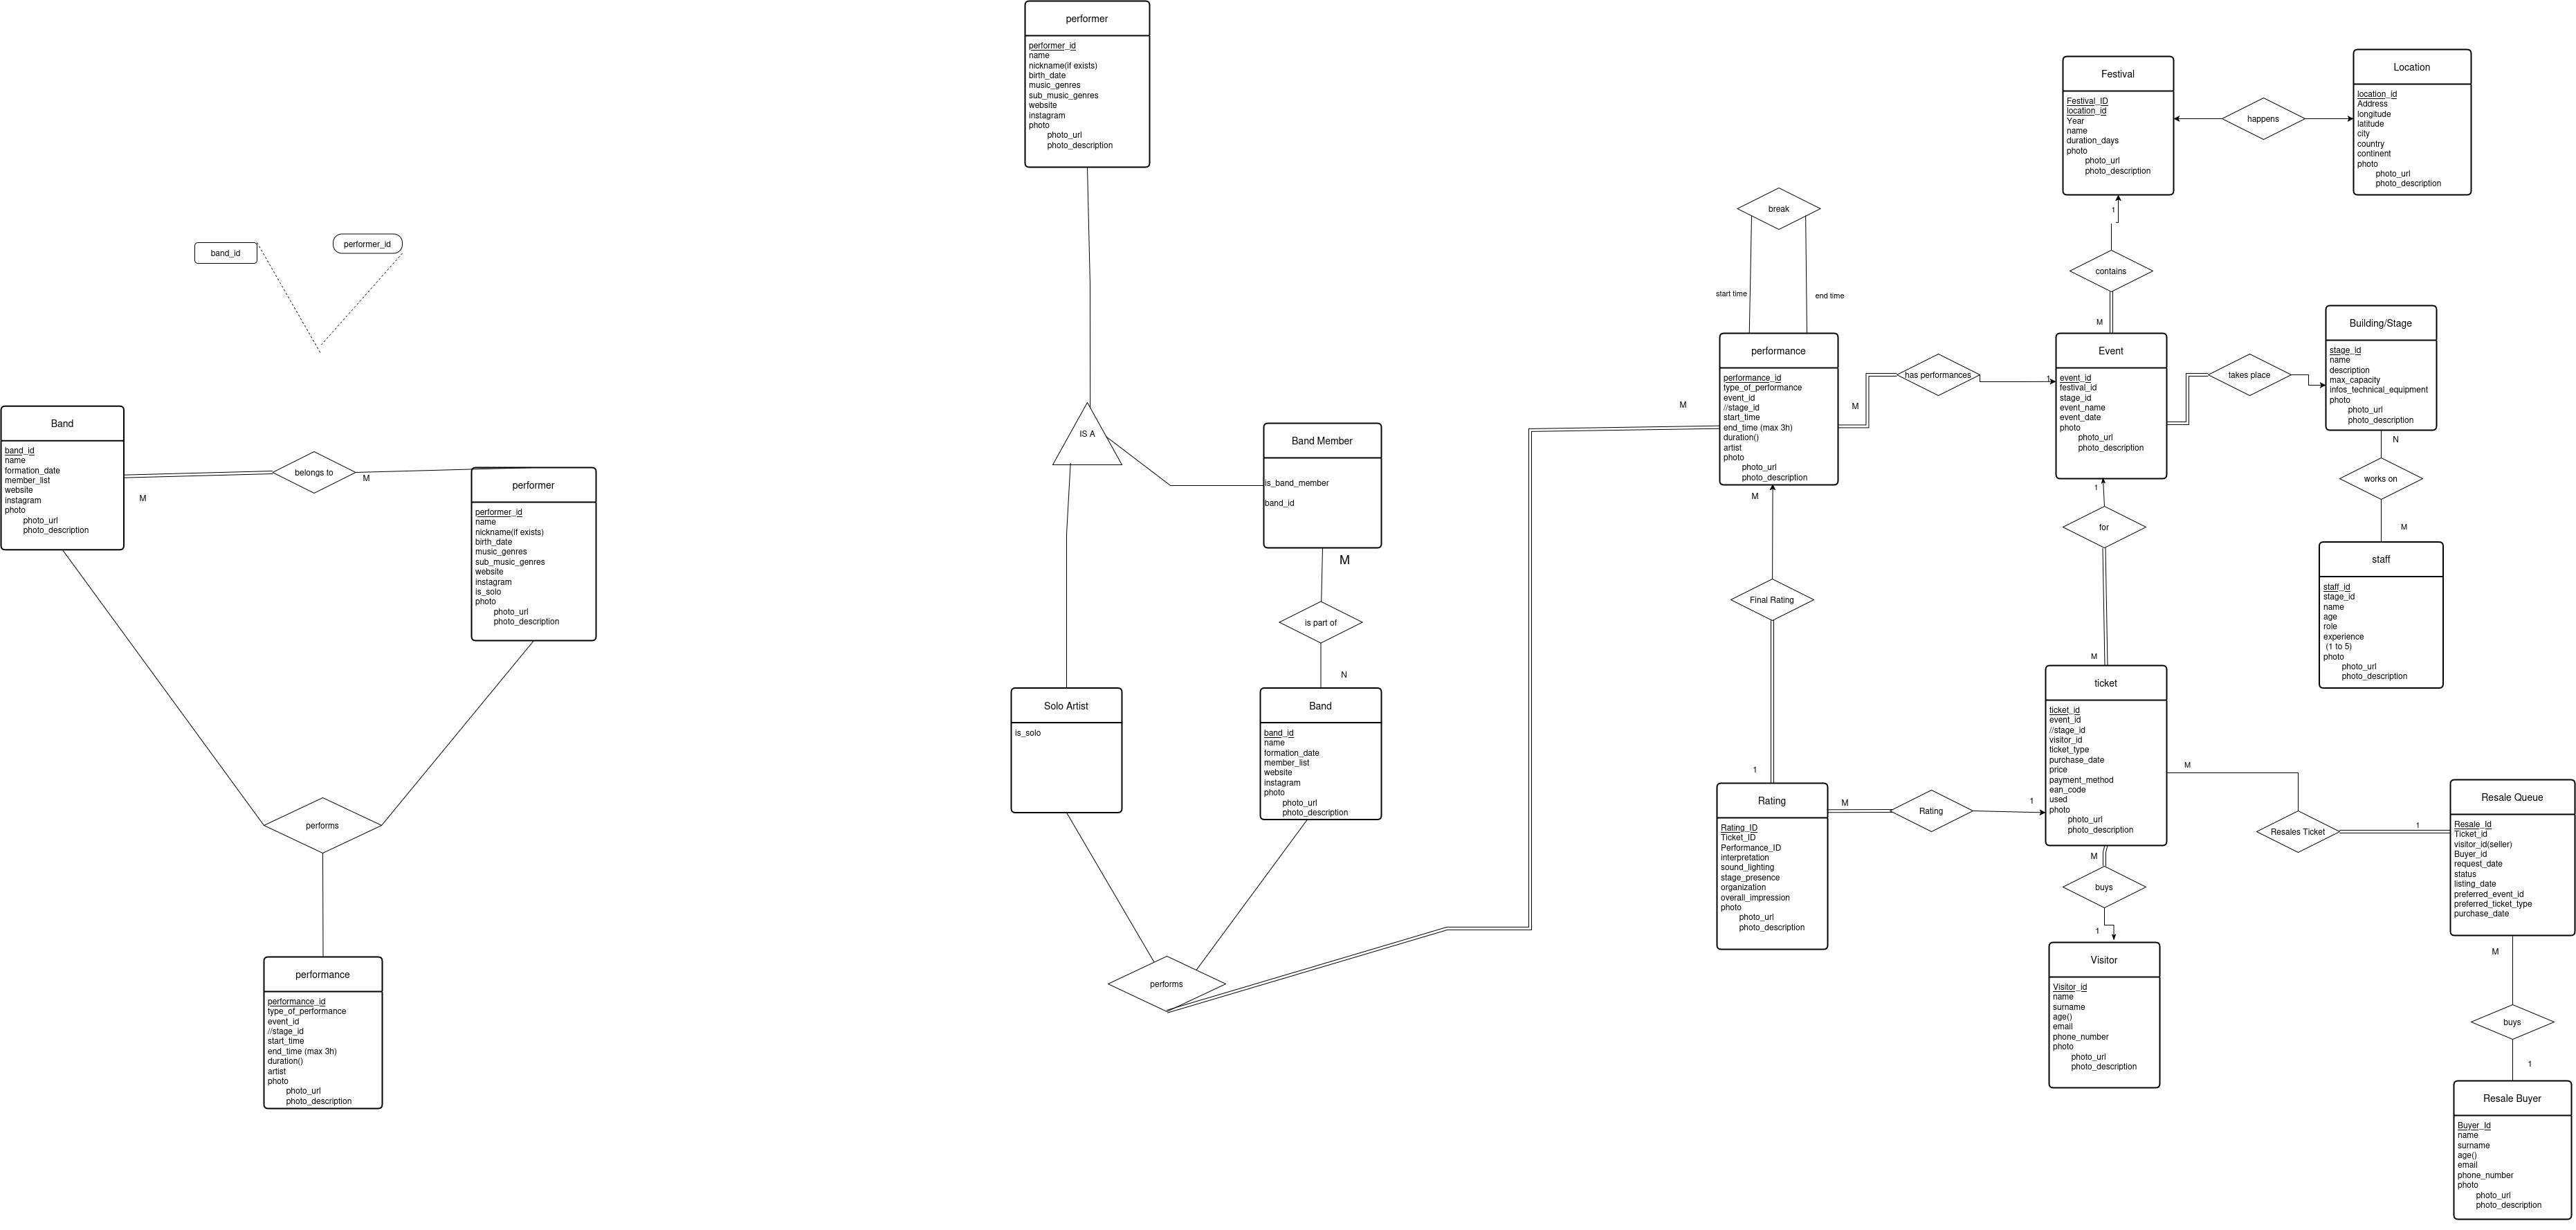 band_id
performer_id
Band
band_id
name
formation_date
member_list
website
instagram
photo
photo_url
photo_description
M
belongs to
M
performer
performer_id
name
nickname(if exists)
birth_date
music_genres
sub_music_genres
website
instagram
is_solo
photo
photo_url
photo_description
performs
performance
performance_id
type_of_performance
event_id
//stage_id
start_time
end_time (max 3h)
duration()
artist
photo
photo_url
photo_description
performer
performer_id
name
nickname(if exists)
birth_date
music_genres
sub_music_genres
website
instagram
photo
photo_url
photo_description
IS A
Band Member
is_band_member
band_id
M
is part of
N
Solo Artist
is_solo
Band
band_id
name
formation_date
member_list
website
instagram
photo
photo_url
photo_description
performs
break
start time
end time
M
performance
performance_id
type_of_performance
event_id
//stage_id
start_time
end_time (max 3h)
duration()
artist
photo
photo_url
photo_description
M
has performances
1
M
Final Rating
1
Rating
Rating_ID
Ticket_ID
Performance_ID
interpretation
sound_lighting
stage_presence
organization
overall_impression
photo
photo_url
photo_description
M
Rating
1
Festival
Festival_ID
location_id
Year
name
duration_days
photo
photo_url
photo_description
happens
Location
location_id
Address
longitude
latitude
city
country
continent
photo
photo_url
photo_description
1
contains
M
Event
event_id
festival_id
stage_id
event_name
event_date
photo
photo_url
photo_description
takes place
Building/Stage
stage_id
name
description
max_capacity
infos_technical_equipment
photo
photo_url
photo_description
N
works on
M
staff
staff_id
stage_id
name
age
role
experience
(1 to 5)
photo
photo_url
photo_description
1
for
M
ticket
ticket_id
event_id
//stage_id
visitor_id
ticket_type
purchase_date
price
payment_method
ean_code
used
photo
photo_url
photo_description
M
buys
1
Visitor
Visitor_id
name
surname
age()
email
phone_number
photo
photo_url
photo_description
M
Resales Ticket
1
Resale Queue
Resale_Id
Ticket_id
visitor_id(seller)
Buyer_id
request_date
status
listing_date
preferred_event_id
preferred_ticket_type
purchase_date
M
buys
1
Resale Buyer
Buyer_Id
name
surname
age()
email
phone_number
photo
photo_url
photo_description